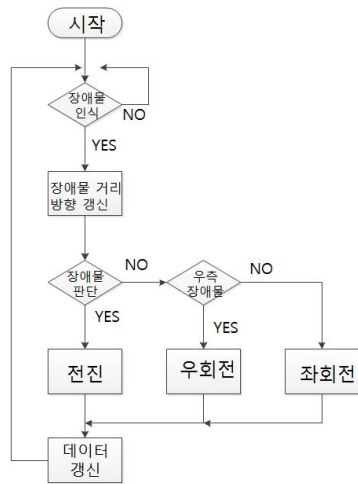 시작
장애물
인식
NO
YES
장애물 거리
방향 갱신
장애물
판단
NO
우측
장애물
NO
YES
YES
전진
우회전
좌회전
데이터
갱신